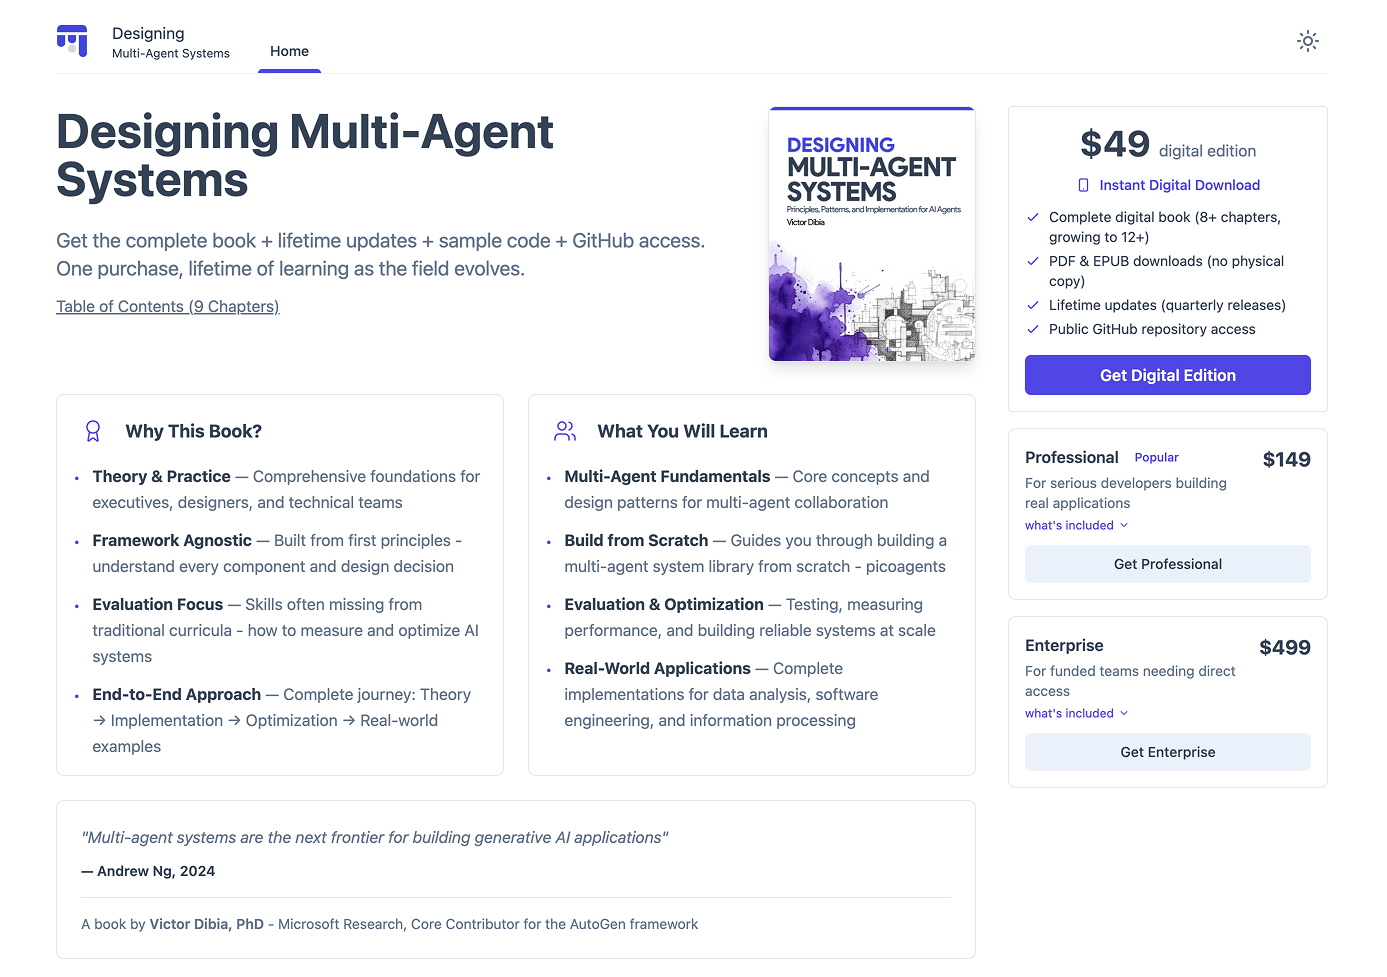 Designing
Multi-Agent Systems
Home
Designing Multi-Agent
Systems
Get the complete book + lifetime updates + sample code + GitHub access.
One purchase, lifetime of learning as the field evolves.
Table of Contents (9 Chapters)
DESIGNING
MULTI-AGENT
SYSTEMS
Principles, Patterns, and Implementation for AI Agents
Victor Dibia
$49 digital edition
Instant Digital Download
Complete digital book (8+ chapters,
growing to 12+)
PDF & EPUB downloads (no physical
copy)
Lifetime updates (quarterly releases)
Public GitHub repository access
Get Digital Edition
Why This Book?
• Theory & Practice — Comprehensive foundations for
executives, designers, and technical teams
• Framework Agnostic — Built from first principles -
understand every component and design decision
• Evaluation Focus — Skills often missing from
traditional curricula - how to measure and optimize AI
systems
• End-to-End Approach — Complete journey: Theory
→ Implementation → Optimization → Real-world
examples
What You Will Learn
• Multi-Agent Fundamentals — Core concepts and
design patterns for multi-agent collaboration
• Build from Scratch — Guides you through building a
multi-agent system library from scratch - picoagents
• Evaluation & Optimization — Testing, measuring
performance, and building reliable systems at scale
• Real-World Applications — Complete
implementations for data analysis, software
engineering, and information processing
Professional Popular $149
For serious developers building
real applications
what's included
Get Professional
Enterprise $499
For funded teams needing direct
access
what's included
Get Enterprise
"Multi-agent systems are the next frontier for building generative AI applications"
— Andrew Ng, 2024
A book by Victor Dibia, PhD - Microsoft Research, Core Contributor for the AutoGen framework